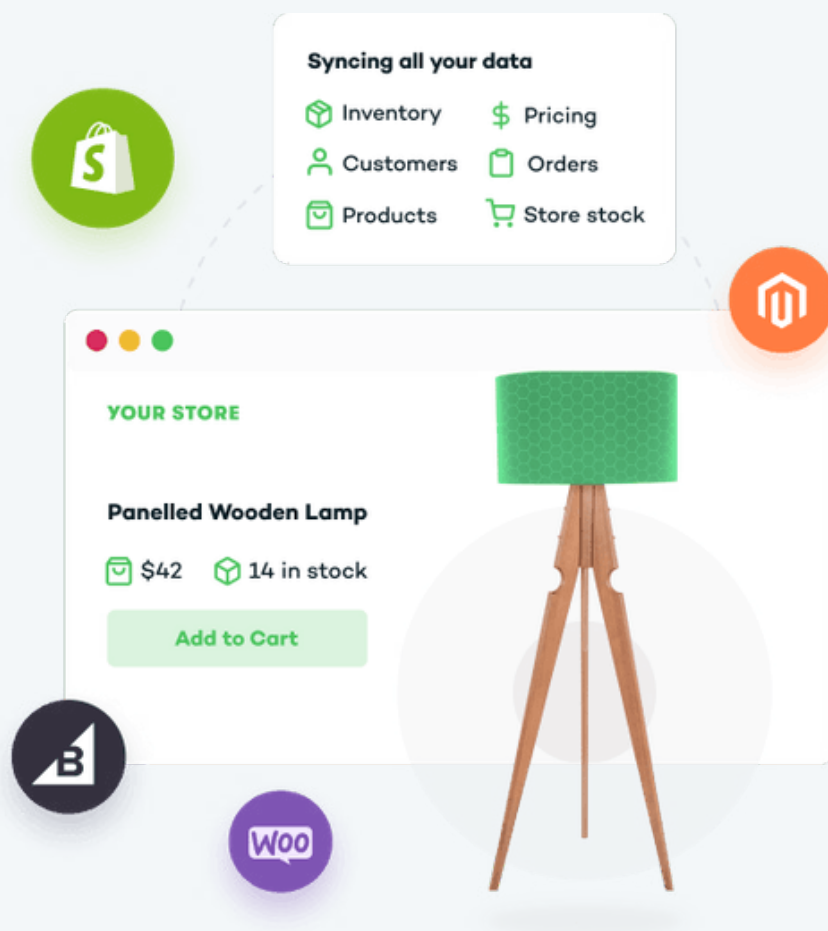 Syncing all your data
Inventory
Pricing
Customers
Orders
Products
Store stock
YOUR STORE
Panelled Wooden Lamp
$42
14 in stock
Add to Cart
S
B
Woo